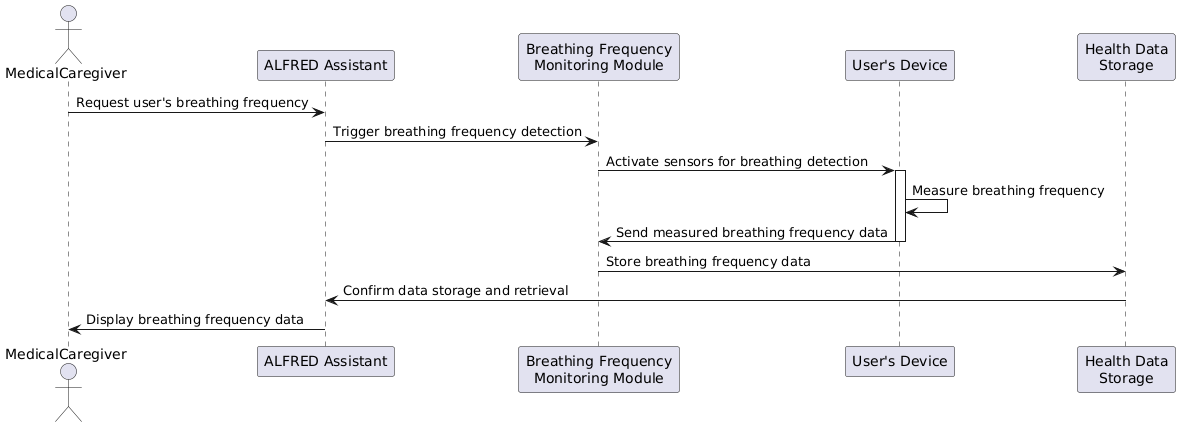 MedicalCaregiver
ALFRED Assistant
Breathing Frequency
Monitoring Module
User's Device
Health Data
Storage
Request user's breathing frequency
Trigger breathing frequency detection
Activate sensors for breathing detection
Measure breathing frequency
Send measured breathing frequency data
Store breathing frequency data
Confirm data storage and retrieval
Display breathing frequency data
MedicalCaregiver
ALFRED Assistant
Breathing Frequency
Monitoring Module
User's Device
Health Data
Storage